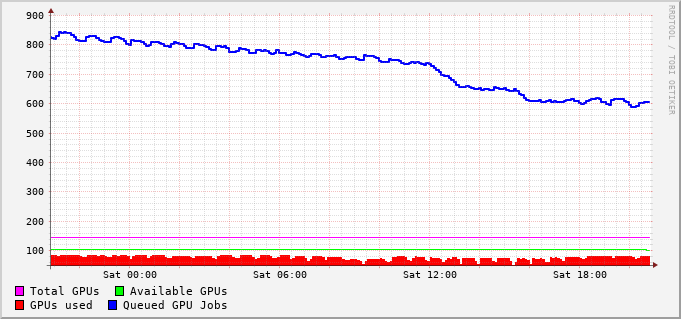 900
800
700
600
500
400
300
200
100
Sat 00:00 Sat 06:00 Sat 12:00 Sat 18:00
Total GPUs Available GPUs
GPUs used Queued GPU Jobs
RRDTOOL / TOBI OETIKER